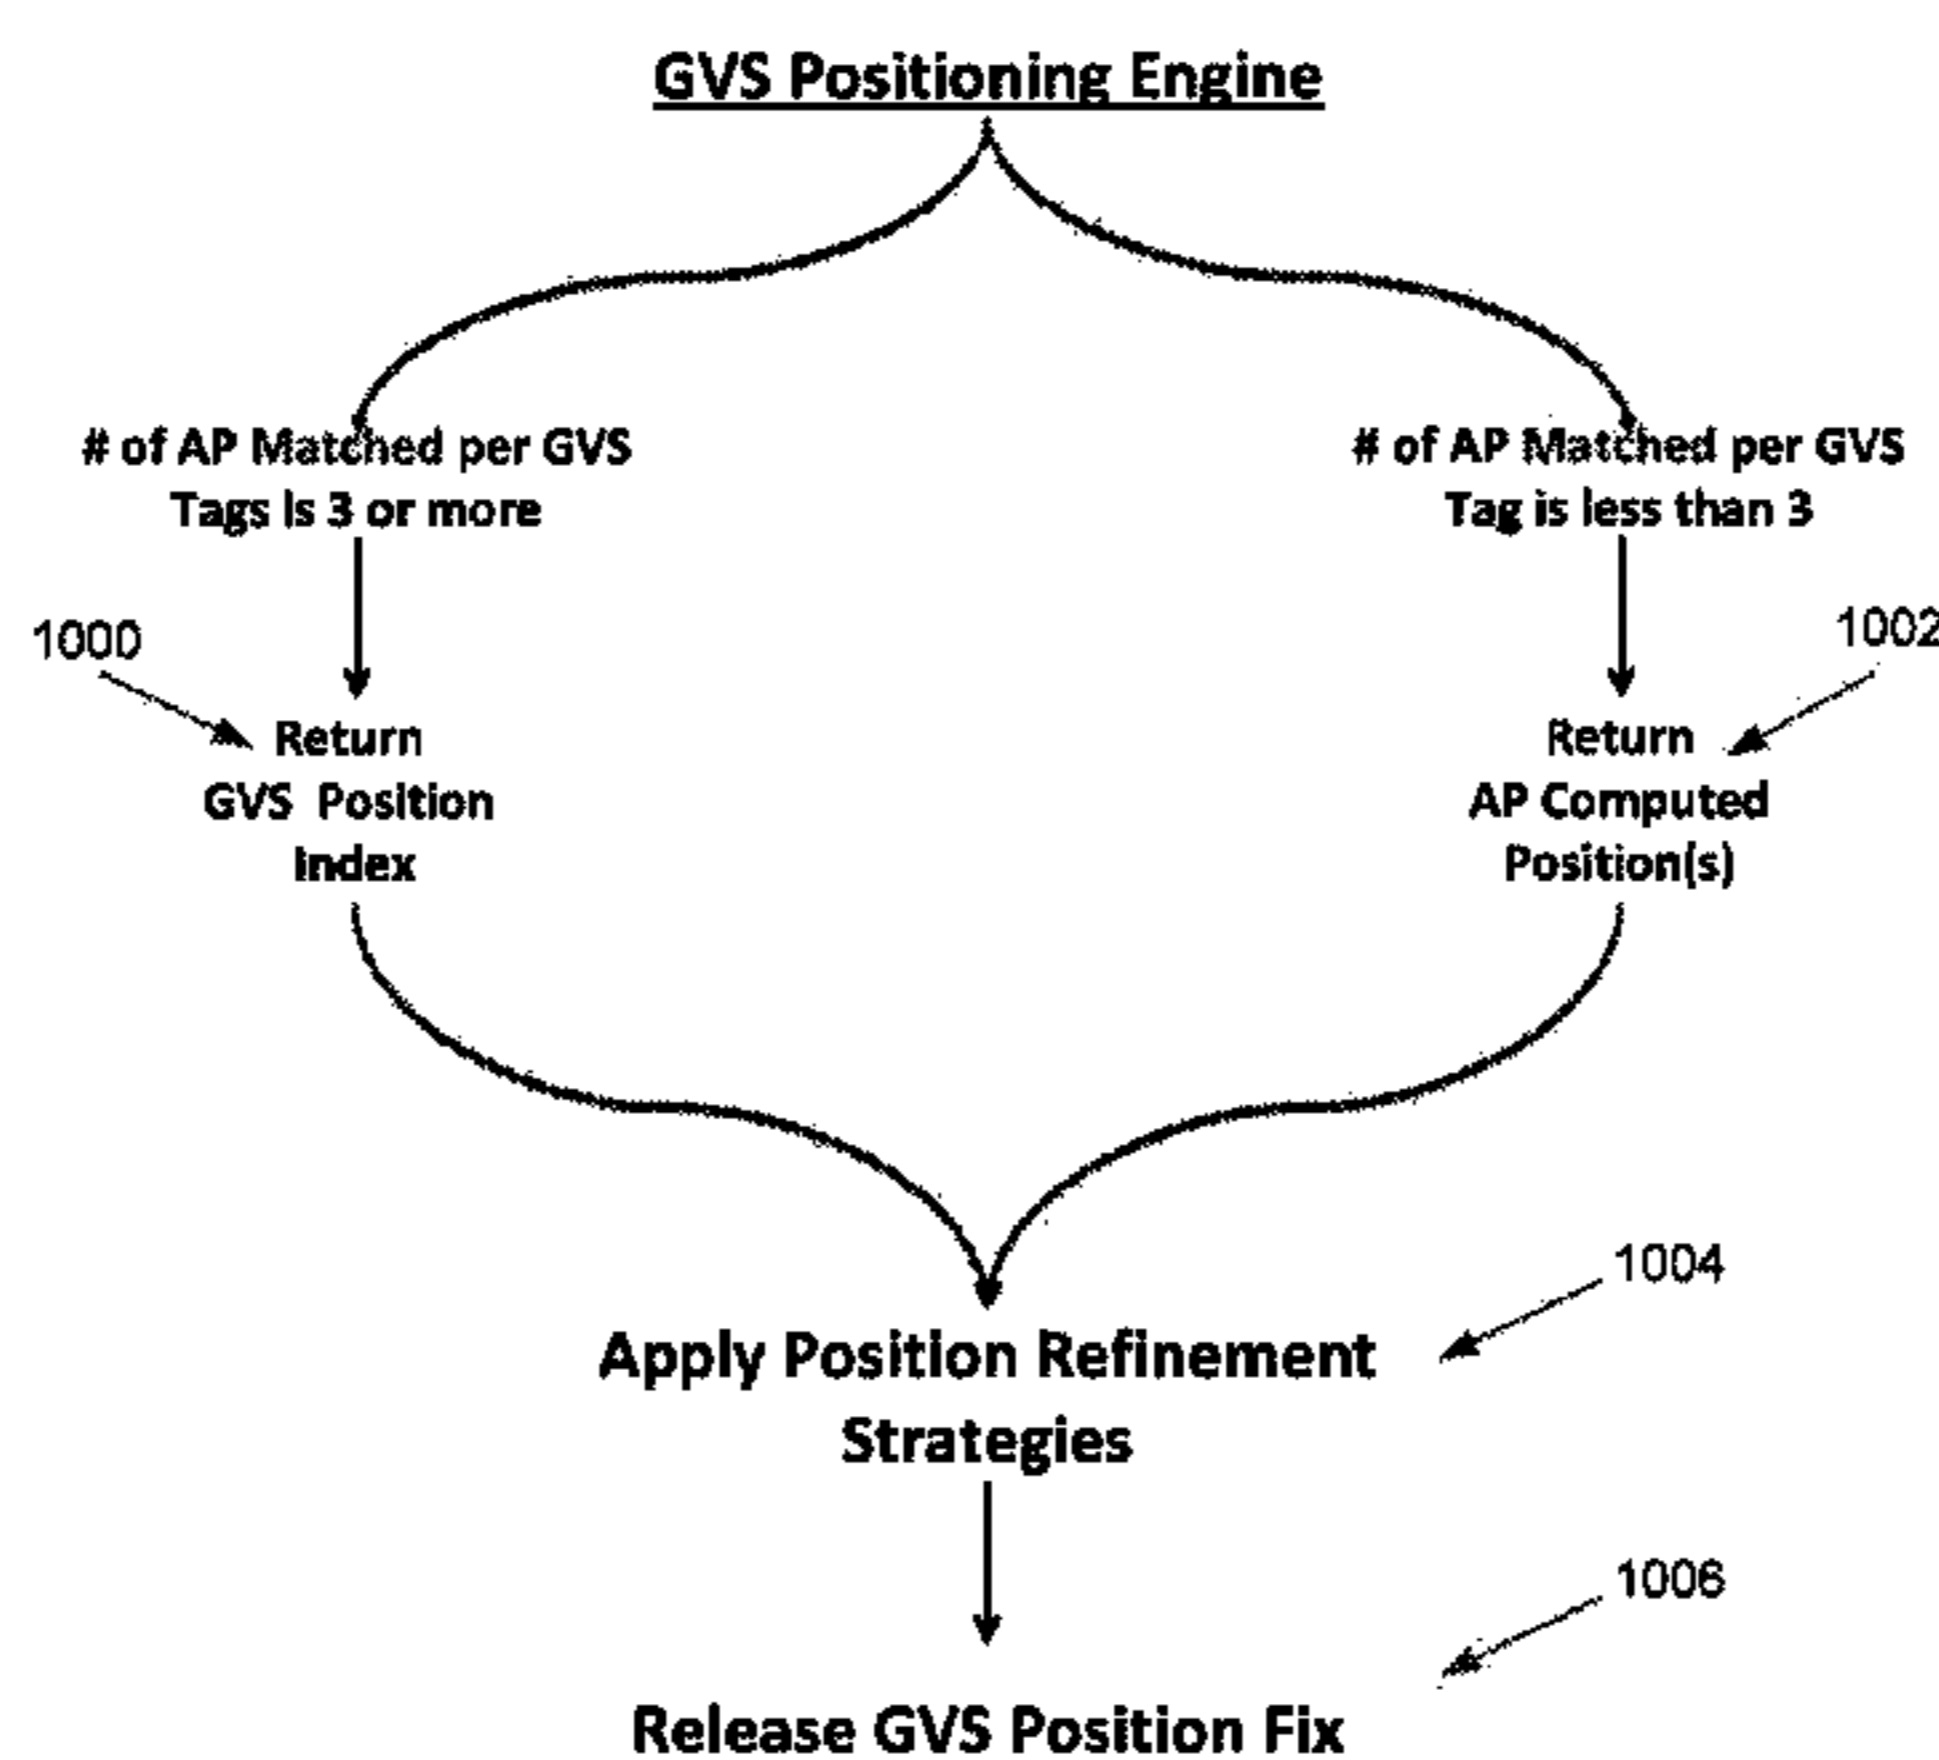 GVS Positioning Engine
# of AP Matched per GVS
Tags is 3 or more
# of AP Matched per GVS
Tag is less than 3
1000
1002
Return
GVS Position
Index
Return
AP Computed
Position(s)
1004
Apply Position Refinement
Strategies
1006
Release GVS Position Fix